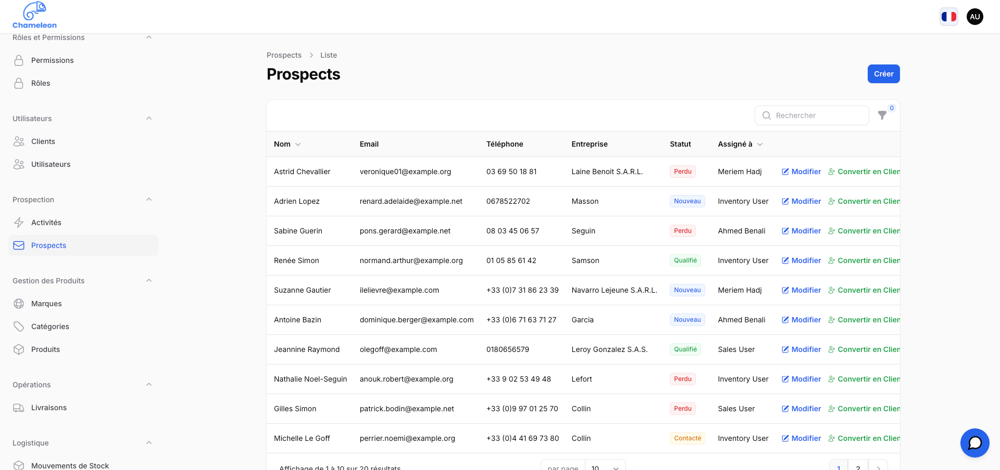 Chameleon
AU
Rôles et Permissions
Permissions
Rôles
Utilisateurs
Clients
Utilisateurs
Prospection
Activités
Prospects
Gestion des Produits
Marques
Catégories
Produits
Opérations
Livraisons
Logistique
Mouvements de Stock
Prospects > Liste
Prospects
Créer
Rechercher
0
Nom Email Téléphone Entreprise Statut Assigné à
Astrid Chevallier veronique01@example.org 03 69 50 18 81 Laine Benoit S.A.R.L. Perdu Meriem Hadj Modifier Convertir en Clien
Adrien Lopez renard.adelaide@example.net 0678522702 Masson Nouveau Inventory User Modifier Convertir en Clien
Sabine Guerin pons.gerard@example.net 08 03 45 06 57 Seguin Perdu Ahmed Benali Modifier Convertir en Clien
Renée Simon normand.arthur@example.org 01 05 85 61 42 Samson Qualifié Inventory User Modifier Convertir en Clien
Suzanne Gautier ilelievre@example.com +33 (0)7 31 86 23 39 Navarro Lejeune S.A.R.L. Nouveau Meriem Hadj Modifier Convertir en Clien
Antoine Bazin dominique.berger@example.com +33 (0)6 71 63 71 27 Garcia Nouveau Ahmed Benali Modifier Convertir en Clien
Jeannine Raymond olegoff@example.com 0180656579 Leroy Gonzalez S.A.S. Qualifié Sales User Modifier Convertir en Clien
Nathalie Noel-Seguin anouk.robert@example.org +33 9 02 53 49 48 Lefort Perdu Inventory User Modifier Convertir en Clien
Gilles Simon patrick.bodin@example.net +33 (0)9 97 01 25 70 Collin Perdu Sales User Modifier Convertir en Clien
Michelle Le Goff perrier.noemi@example.org +33 (0)4 41 69 73 80 Collin Contacté Inventory User Modifier Convertir en Clien
Affichage de 1 à 10 sur 20 résultats par page 10 1 2